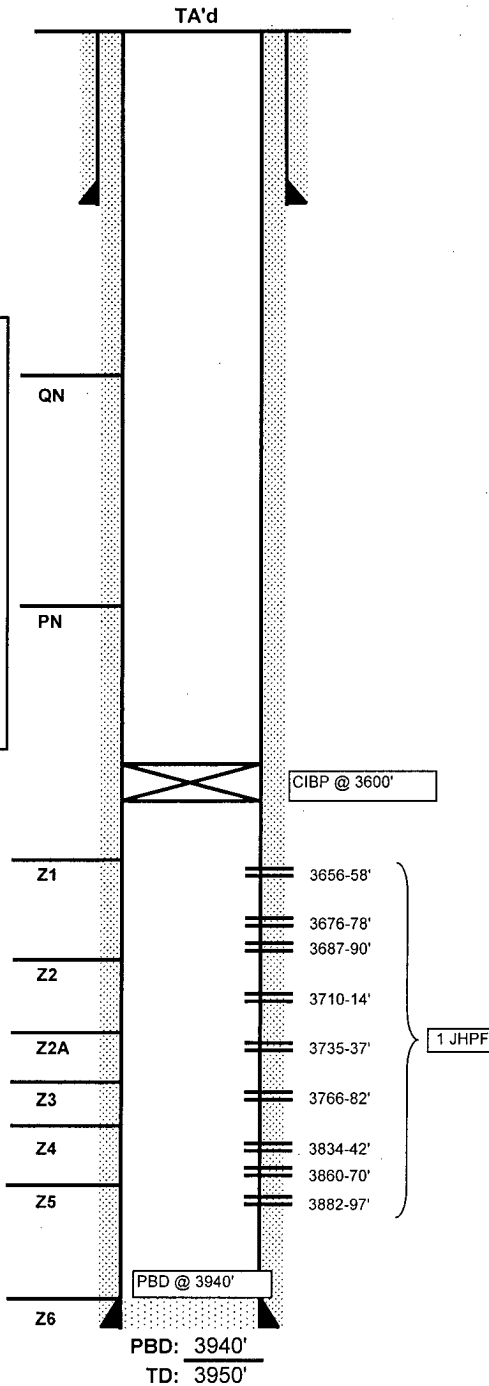 TA'd
QN
PN
CIBP @ 3600'
Z1
3656-58'
3676-78'
3687-90'
Z2
3710-14'
Z2A
3735-37'
1 JHPF
Z3
3766-82'
Z4
3834-42'
3860-70'
Z5
3882-97'
PBD @ 3940'
Z6
PBD: 3940'
TD: 3950'